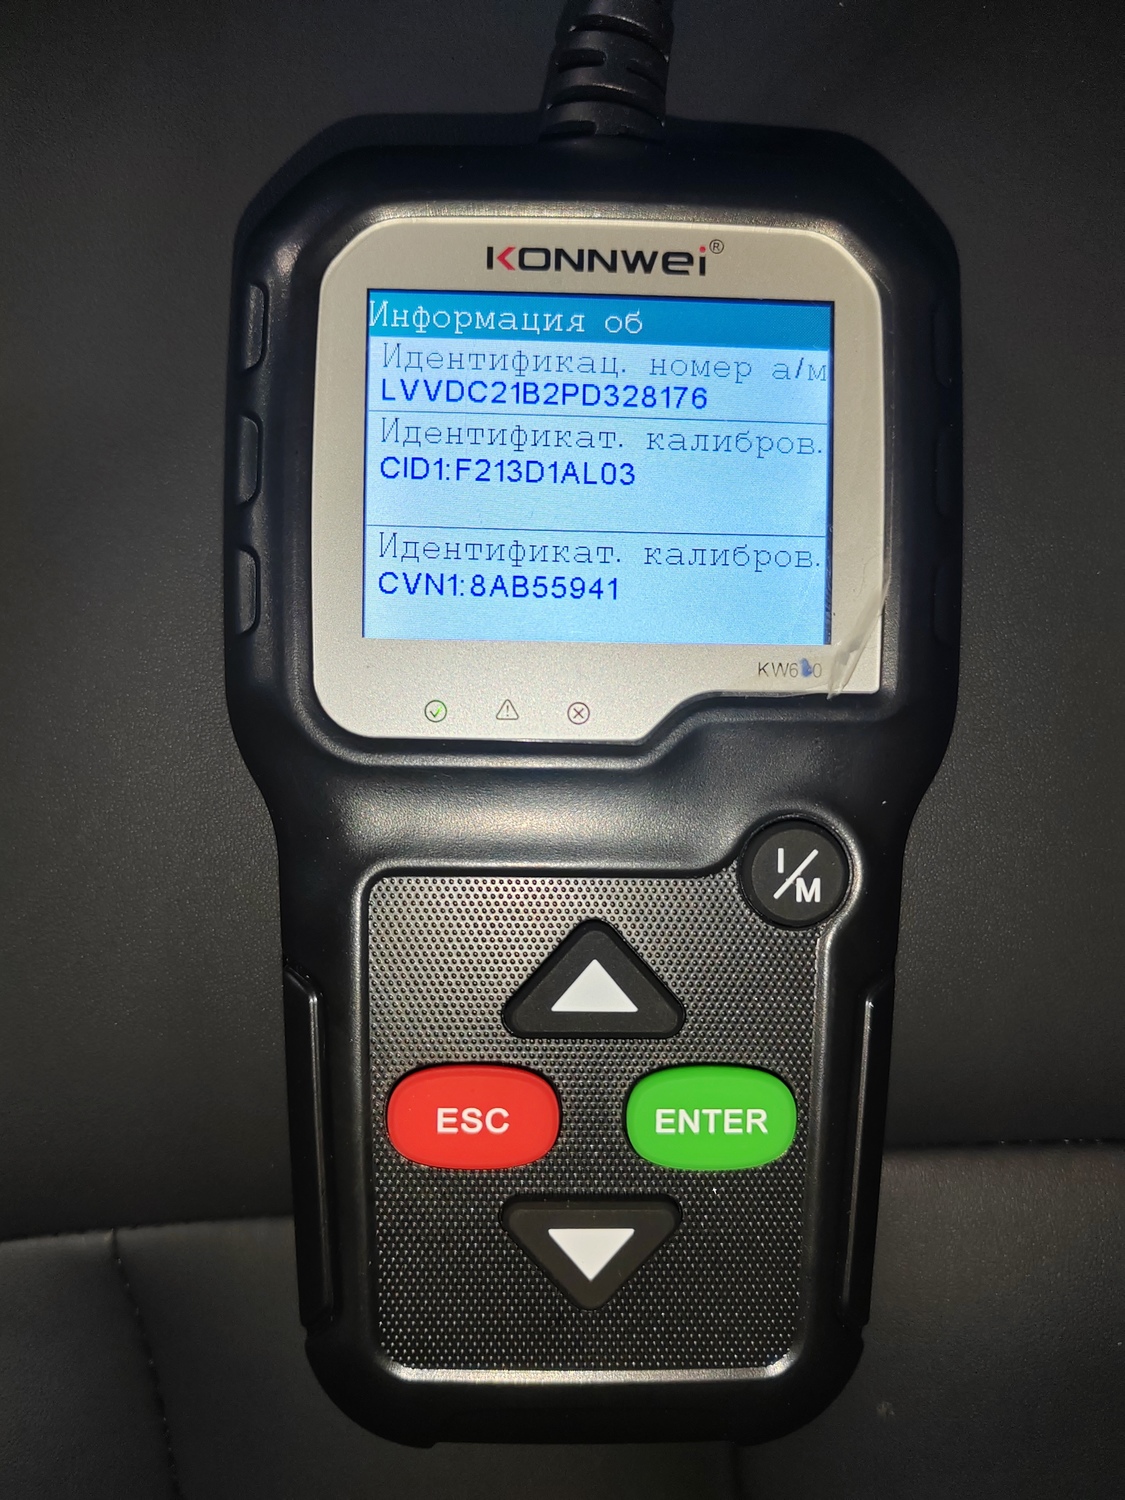 KONNWEI®
Информация об
Идентификац. номер а/м
LVVDC21B2PD328176
Идентификат. калибров.
CID1:F213D1AL03
Идентификат. калибров.
CVN1:8AB55941
I/M
ESC
ENTER